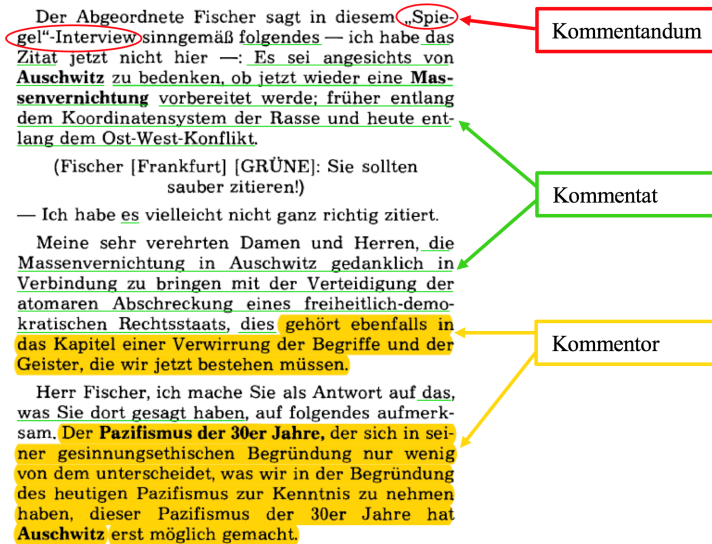 Der Abgeordnete Fischer sagt in diesem „Spie-
gel“-Interview sinngemäß folgendes — ich habe das
Zitat jetzt nicht hier —: Es sei angesichts von
Auschwitz zu bedenken, ob jetzt wieder eine Mas-
senvernichtung vorbereitet werde; früher entlang
dem Koordinatensystem der Rasse und heute ent-
lang dem Ost-West-Konflikt.
(Fischer [Frankfurt] [GRÜNE]: Sie sollten
sauber zitieren!)
— Ich habe es vielleicht nicht ganz richtig zitiert.
Meine sehr verehrten Damen und Herren, die
Massenvernichtung in Auschwitz gedanklich in
Verbindung zu bringen mit der Verteidigung der
atomaren Abschreckung eines freiheitlich-demo-
kratischen Rechtsstaats, dies gehört ebenfalls in
das Kapitel einer Verwirrung der Begriffe und der
Geister, die wir jetzt bestehen müssen.
Herr Fischer, ich mache Sie als Antwort auf das,
was Sie dort gesagt haben, auf folgendes aufmerk-
sam. Der Pazifismus der 30er Jahre, der sich in sei-
ner gesinnungsethischen Begründung nur wenig
von dem unterscheidet, was wir in der Begründung
des heutigen Pazifismus zur Kenntnis zu nehmen
haben, dieser Pazifismus der 30er Jahre hat
Auschwitz erst möglich gemacht.
Kommentandum
Kommentat
Kommentor